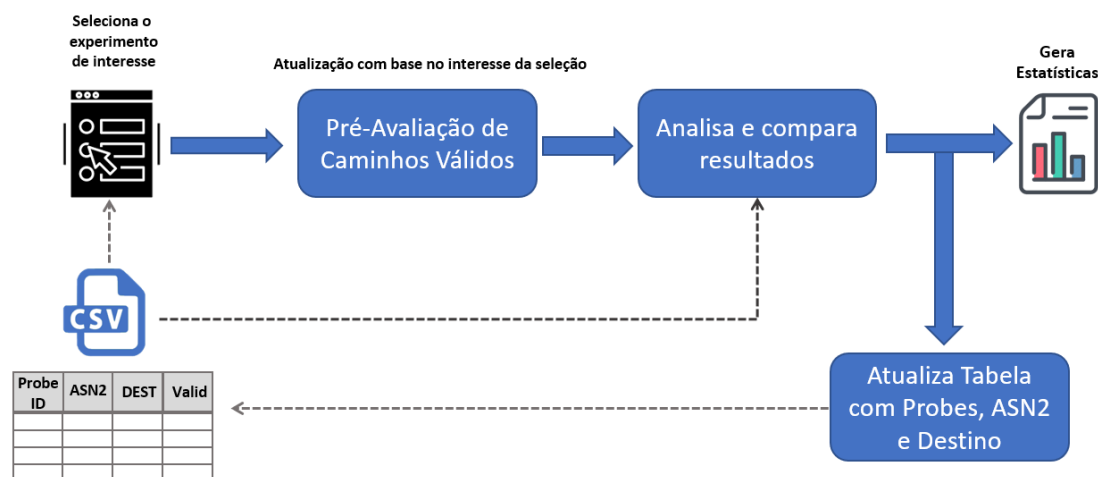 Seleciona o
experimento
de interesse
Atualização com base no interesse da seleção
Gera
Estatísticas
Pré-Avaliação de
Caminhos Válidos
Analisa e compara
resultados
CSV
Probe
ID
ASN2
DEST
Valid
Atualiza Tabela
com Probes, ASN2
e Destino